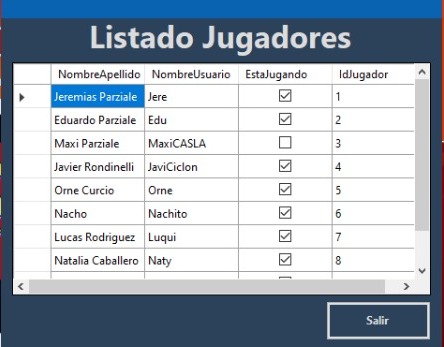 Listado Jugadores
NombreApellido NombreUsuario EstaJugando IdJugador
Jeremias Parziale Jere 1
Eduardo Parziale Edu 2
Maxi Parziale MaxiCASLA 3
Javier Rondinelli JaviCiclon 4
Orne Curcio Orne 5
Nacho Nachito 6
Lucas Rodriguez Luqui 7
Natalia Caballero Naty 8
Salir